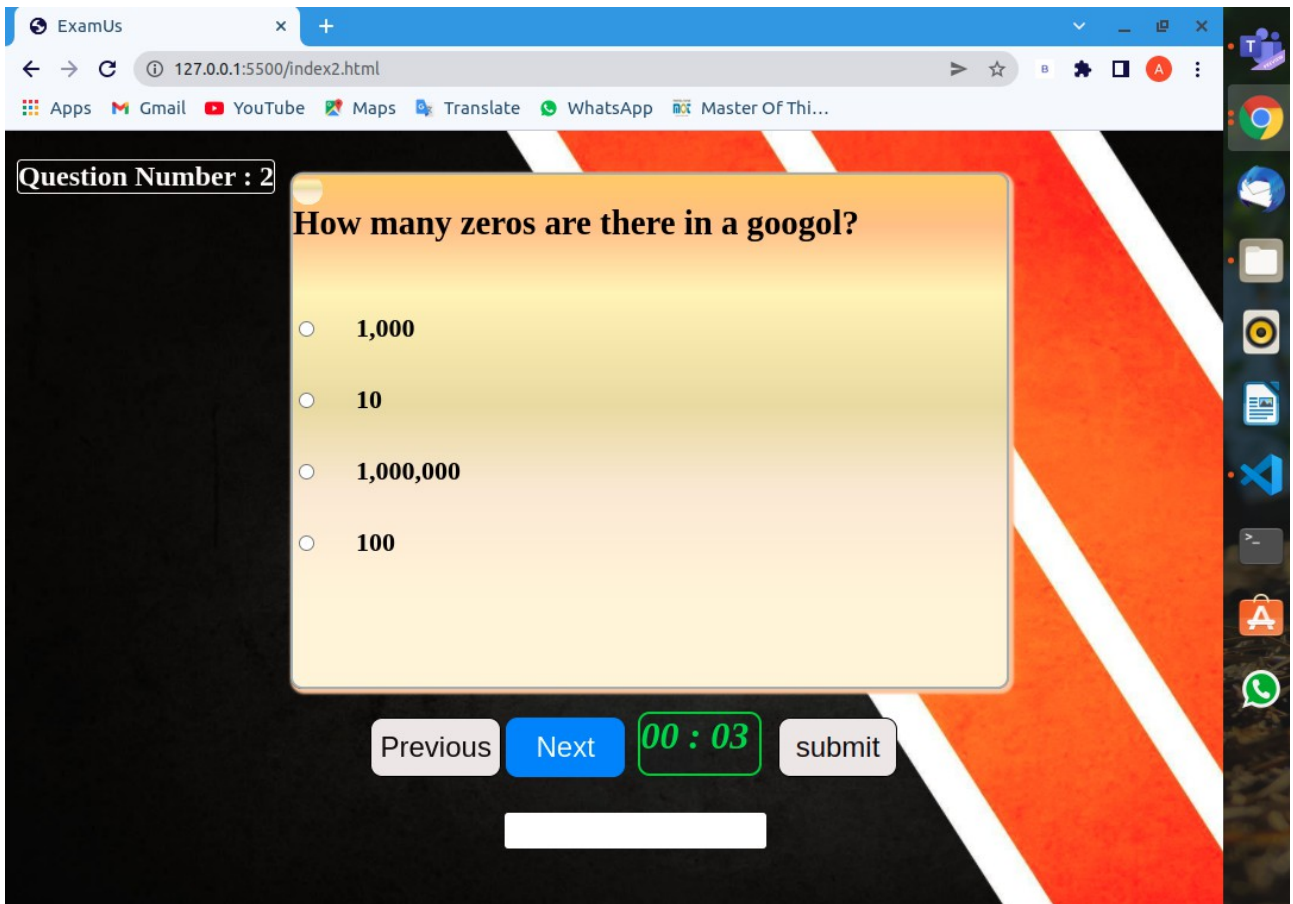 ExamUs
127.0.0.1:5500/index2.html
B
A
Apps Gmail YouTube Maps Translate WhatsApp Master Of Thi...
Question Number : 2
How many zeros are there in a googol?
1,000
10
1,000,000
100
Previous Next 00 : 03 submit